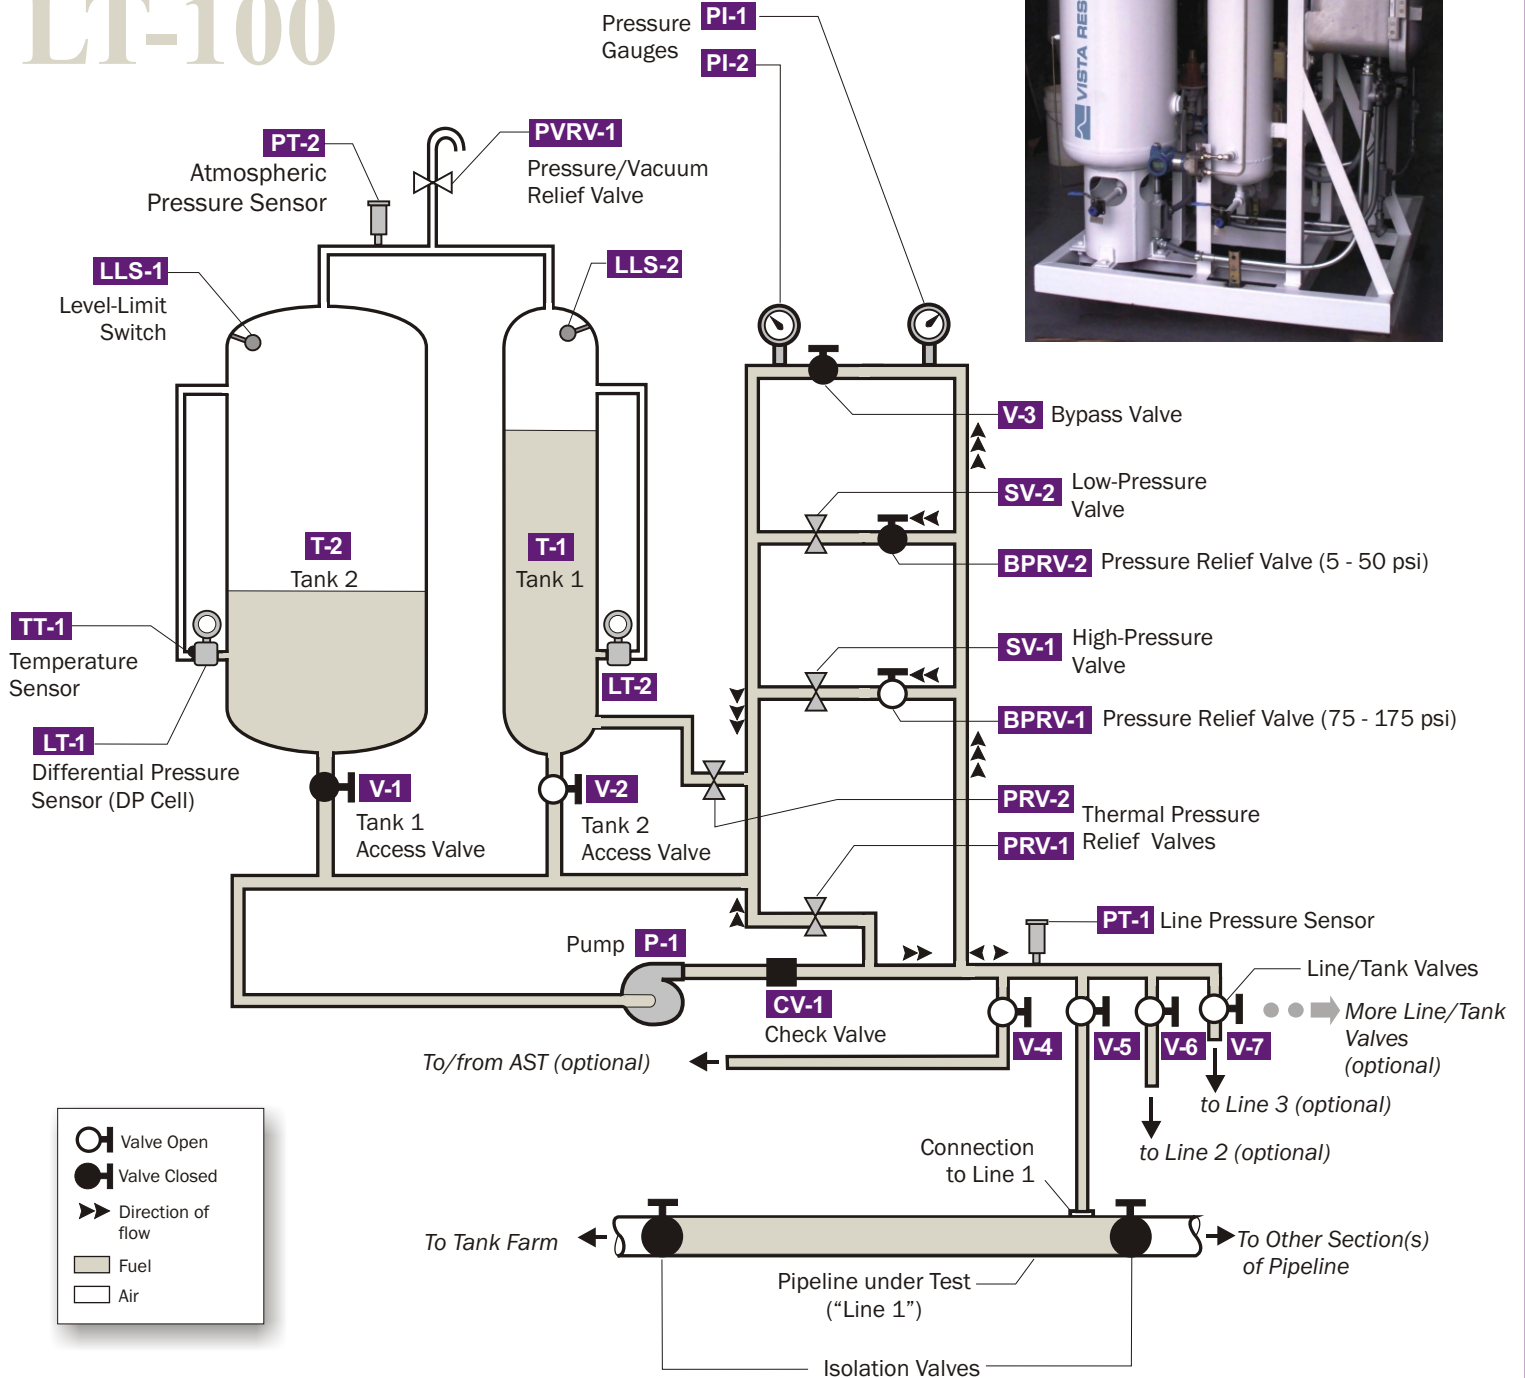 LT-100
Pressure
Gauges
PI-1
PI-2
VISTA RES
PT-2
Atmospheric
Pressure Sensor
PVRV-1
Pressure/Vacuum
Relief Valve
LLS-1
Level-Limit
Switch
LLS-2
V-3 Bypass Valve
SV-2 Low-Pressure
Valve
BPRV-2 Pressure Relief Valve (5 - 50 psi)
T-2
Tank 2
T-1
Tank 1
TT-1
Temperature
Sensor
SV-1 High-Pressure
Valve
LT-2
BPRV-1 Pressure Relief Valve (75 - 175 psi)
LT-1
Differential Pressure
Sensor (DP Cell)
V-1
Tank 1
Access Valve
V-2
Tank 2
Access Valve
PRV-2
Thermal Pressure
Relief Valves
PRV-1
PT-1 Line Pressure Sensor
Pump P-1
CV-1
Check Valve
Line/Tank Valves
More Line/Tank
Valves
(optional)
V-4
V-5
V-6
V-7
To/from AST (optional)
to Line 3 (optional)
to Line 2 (optional)
Connection
to Line 1
Valve Open
Valve Closed
Direction of
flow
Fuel
Air
To Tank Farm
To Other Section(s)
of Pipeline
Pipeline under Test
(“Line 1”)
Isolation Valves